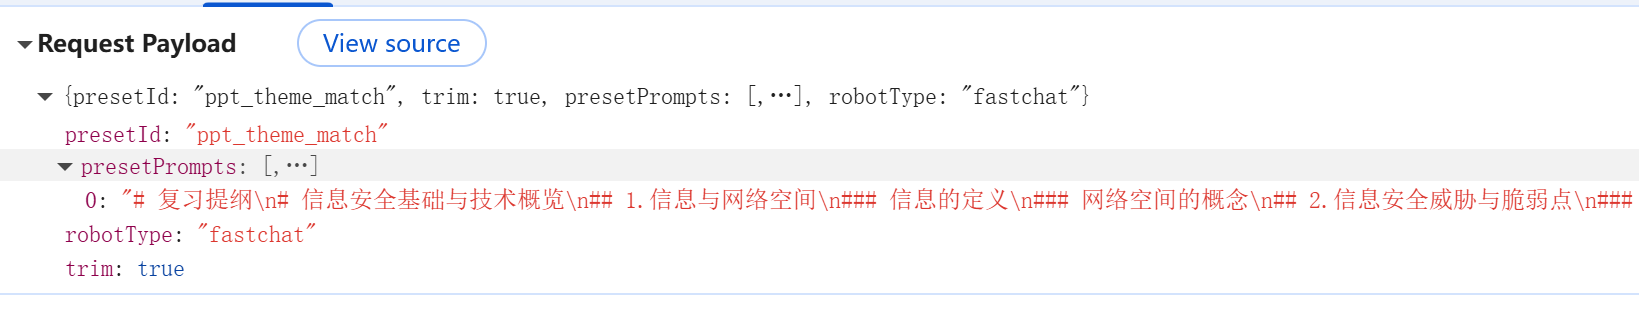 Request Payload View source
{presetId: "ppt_theme_match", trim: true, presetPrompts: [,…], robotType: "fastchat"}
presetId: "ppt_theme_match"
presetPrompts: [,…]
0: "# 复习提纲\n# 信息安全基础与技术概览\n## 1.信息与网络空间\n### 信息的定义\n### 网络空间的概念\n## 2.信息安全威胁与脆弱点\n###
robotType: "fastchat"
trim: true